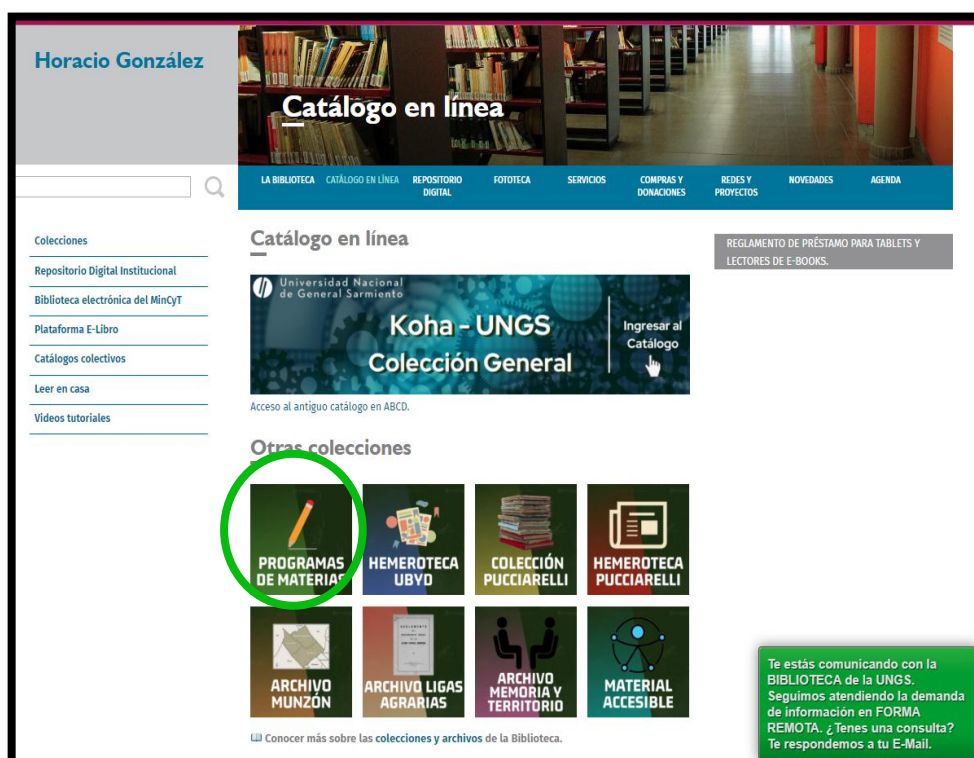 Horacio González
Catálogo en línea
LA BIBLIOTECA CATÁLOGO EN LÍNEA REPOSITORIO DIGITAL FOTOTECA SERVICIOS COMPRAS Y DONACIONES REDES Y PROYECTOS NOVEDADES AGENDA
Colecciones
Repositorio Digital Institucional
Biblioteca electrónica del MinCyT
Plataforma E-Libro
Catálogos colectivos
Leer en casa
Videos tutoriales
Catálogo en línea
Universidad Nacional
de General Sarmiento
Koha - UNGS
Colección General
Ingresar al
Catálogo
Acceso al antiguo catálogo en ABCD.
Otras colecciones
PROGRAMAS
DE MATERIAS
HEMEROTECA
UBYD
COLECCIÓN
PUCCIARELLI
HEMEROTECA
PUCCIARELLI
ARCHIVO
MUNZÓN
ARCHIVO LIGAS
AGRARIAS
ARCHIVO
MEMORIA Y
TERRITORIO
MATERIAL
ACCESIBLE
Conocer más sobre las colecciones y archivos de la Biblioteca.
REGLAMENTO DE PRÉSTAMO PARA TABLETS Y
LECTORES DE E-BOOKS.
Te estás comunicando con la
BIBLIOTECA de la UNGS.
Seguimos atendiendo la demanda
de información en FORMA
REMOTA. ¿Tenes una consulta?
Te respondemos a tu E-Mail.